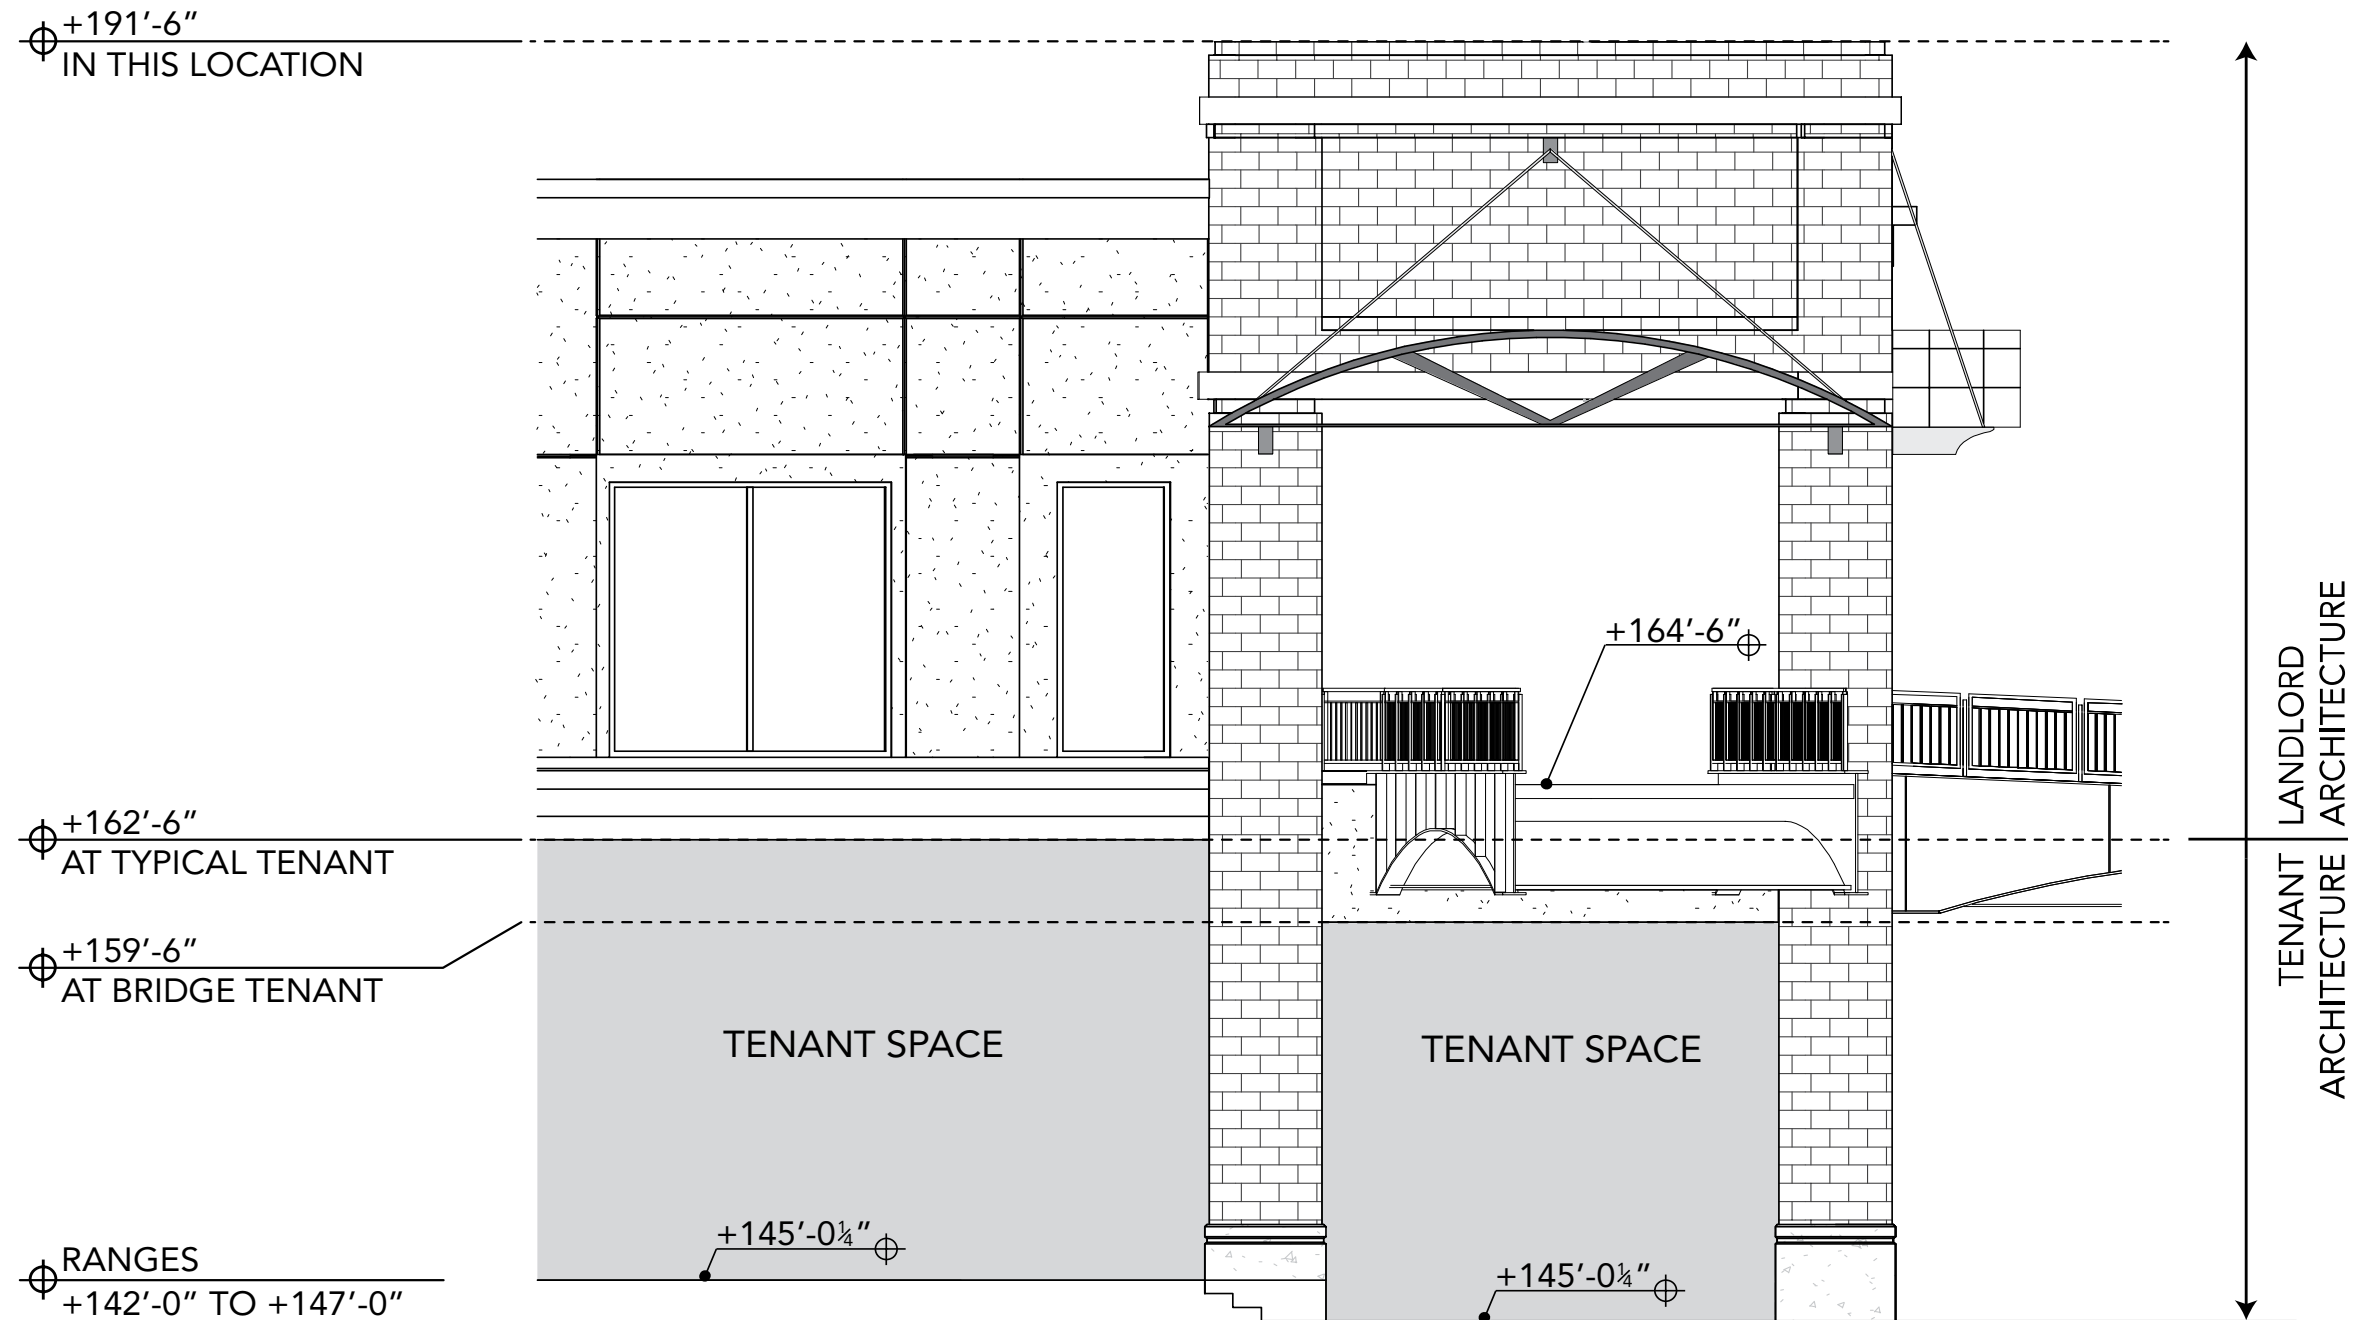 +191’-6”
IN THIS LOCATION
+164’-6”
LANDLORD
ARCHITECTURE
+162’-6”
AT TYPICAL TENANT
TENANT
ARCHITECTURE
+159’-6”
AT BRIDGE TENANT
TENANT SPACE
TENANT SPACE
+145’-0¼”
RANGES
+142’-0” TO +147’-0”
+145’-0¼”